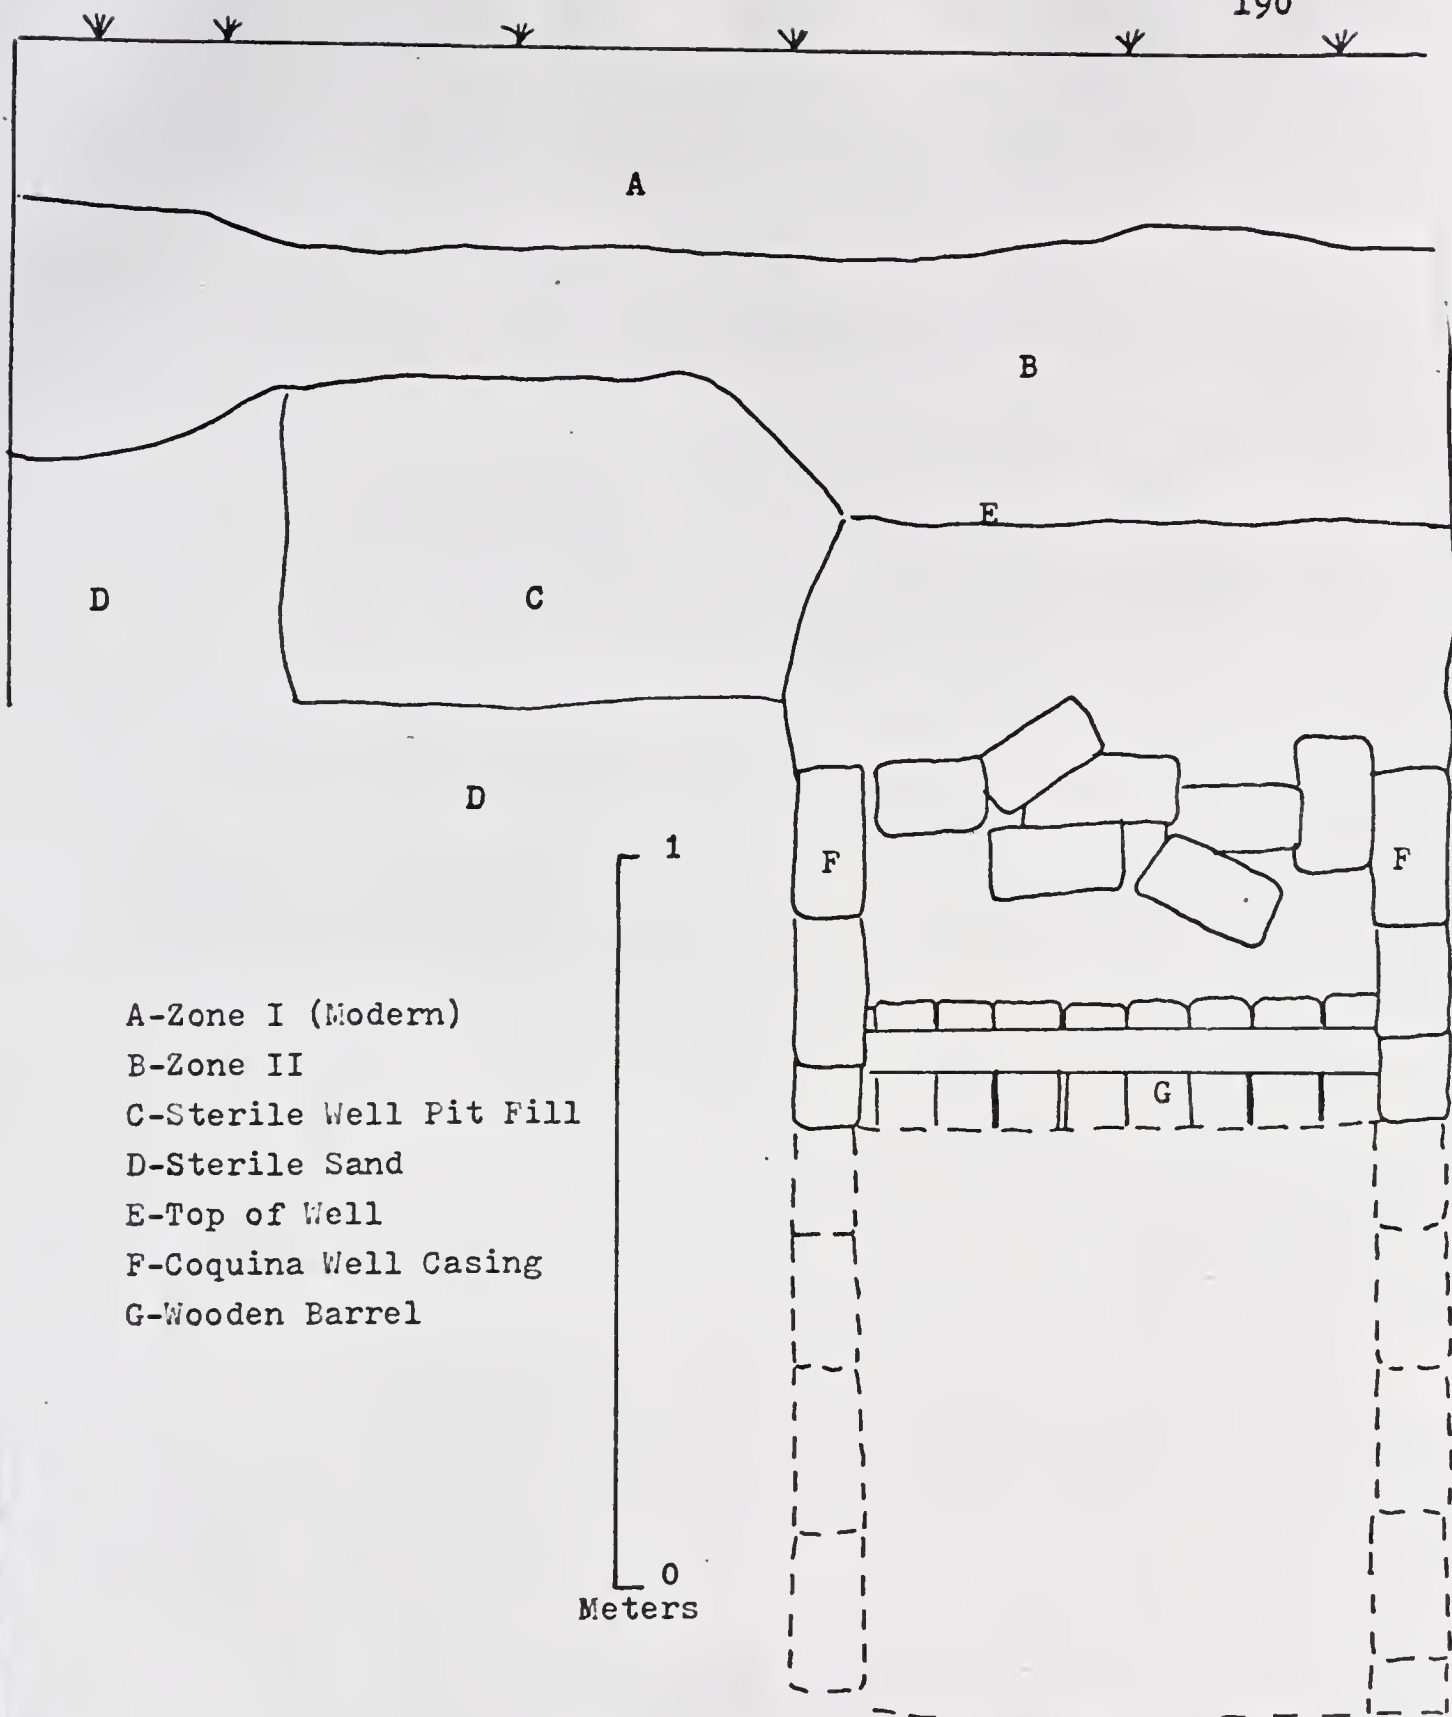 190
A
B
E
D
C
D
1
F
F
A-Zone I (Modern)
B-Zone II
C-Sterile Well Pit Fill
D-Sterile Sand
E-Top of Well
F-Coquina Well Casing
G-Wooden Barrel
G
0
Meters